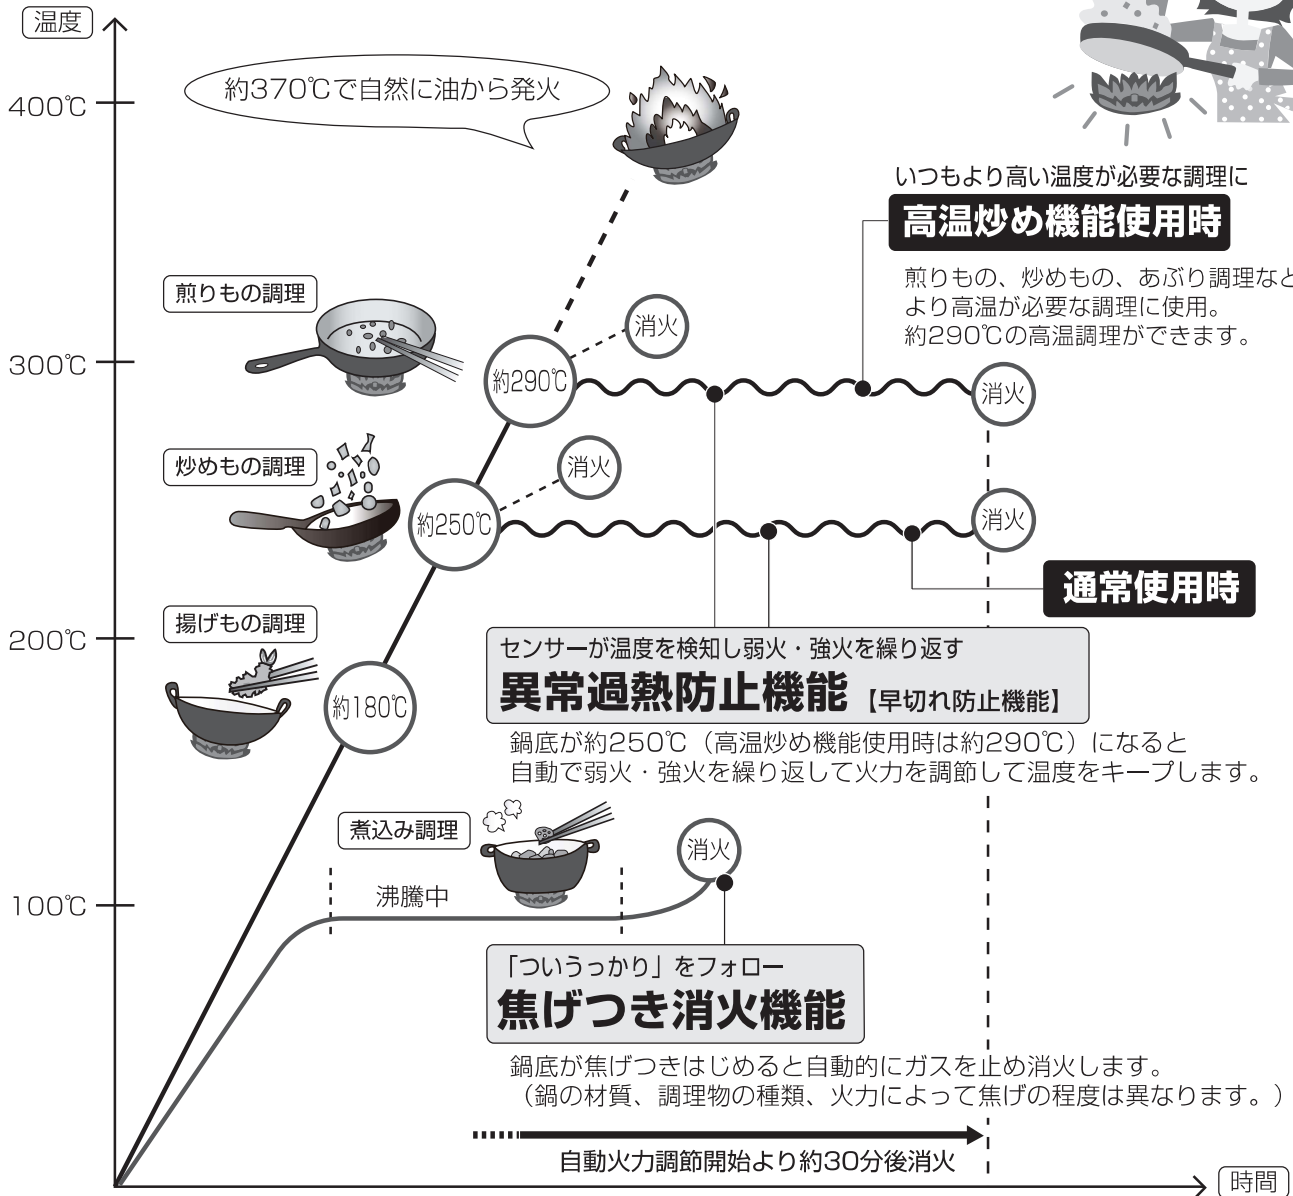 温度
400℃
約370℃で自然に油から発火
いつもより高い温度が必要な調理に
高温炒め機能使用時
煎りもの、炒めもの、あぶり調理など
より高温が必要な調理に使用。
約290℃の高温調理ができます。
煎りもの調理
消火
300℃
約290℃
消火
炒めもの調理
消火
約250℃
消火
通常使用時
揚げもの調理
200℃
約180℃
センサーが温度を検知し弱火・強火を繰り返す
異常過熱防止機能【早切れ防止機能】
鍋底が約250℃（高温炒め機能使用時は約290℃）になると
自動で弱火・強火を繰り返して火力を調節して温度をキープします。
煮込み調理
消火
沸騰中
100℃
「ついうっかり」をフォロー
焦げつき消火機能
鍋底が焦げつきはじめると自動的にガスを止め消火します。
（鍋の材質、調理物の種類、火力によって焦げの程度は異なります。）
自動火力調節開始より約30分後消火
時間